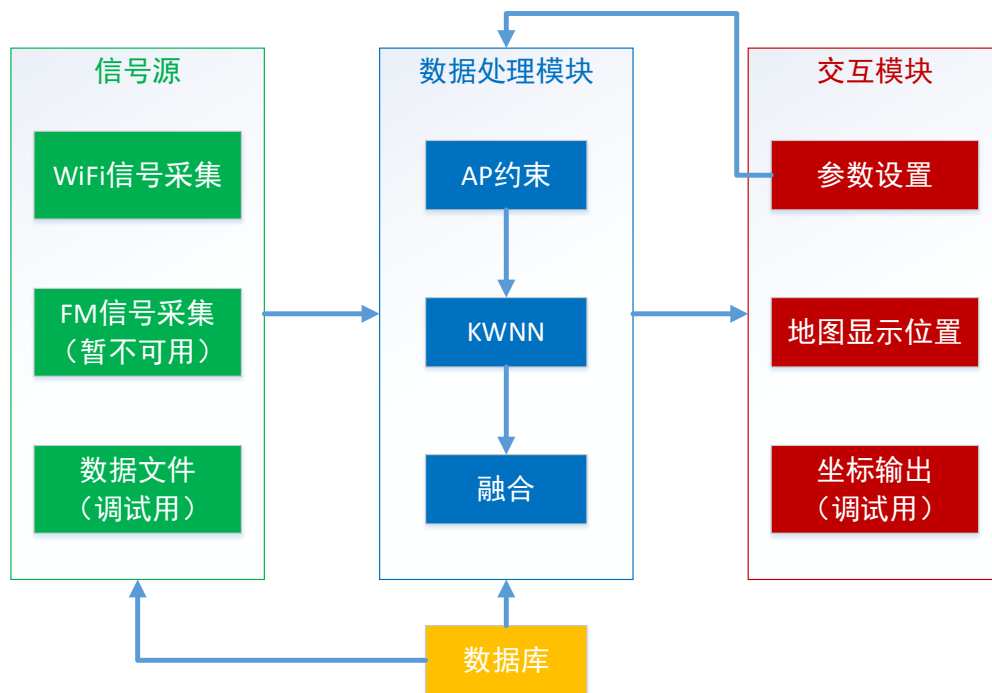 信号源
WiFi信号采集
FM信号采集
（暂不可用）
数据文件
（调试用）
数据处理模块
AP约束
KWNN
融合
交互模块
参数设置
地图显示位置
坐标输出
（调试用）
数据库